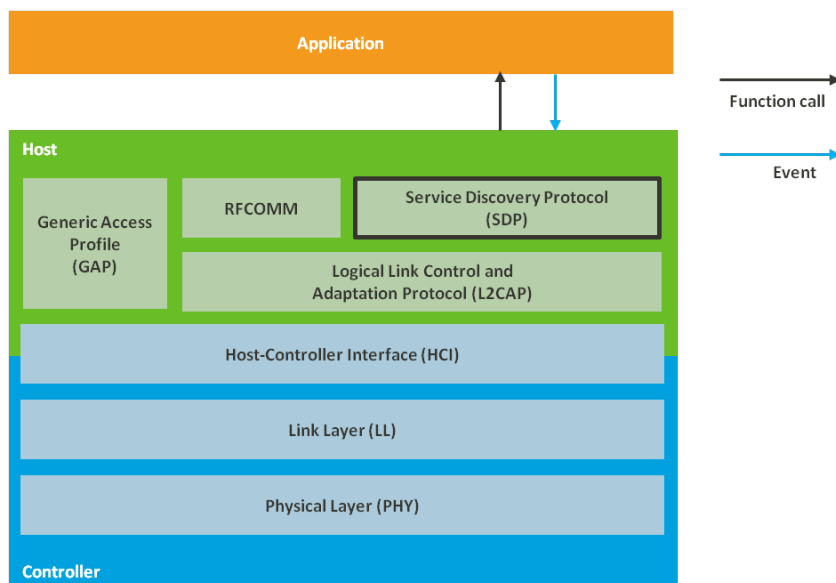 Application
Function call
Host
Event
Generic Access
Profile
(GAP)
RFCOMM
Service Discovery Protocol
(SDP)
Logical Link Control and
Adaptation Protocol (L2CAP)
Host-Controller Interface (HCI)
Link Layer (LL)
Physical Layer (PHY)
Controller